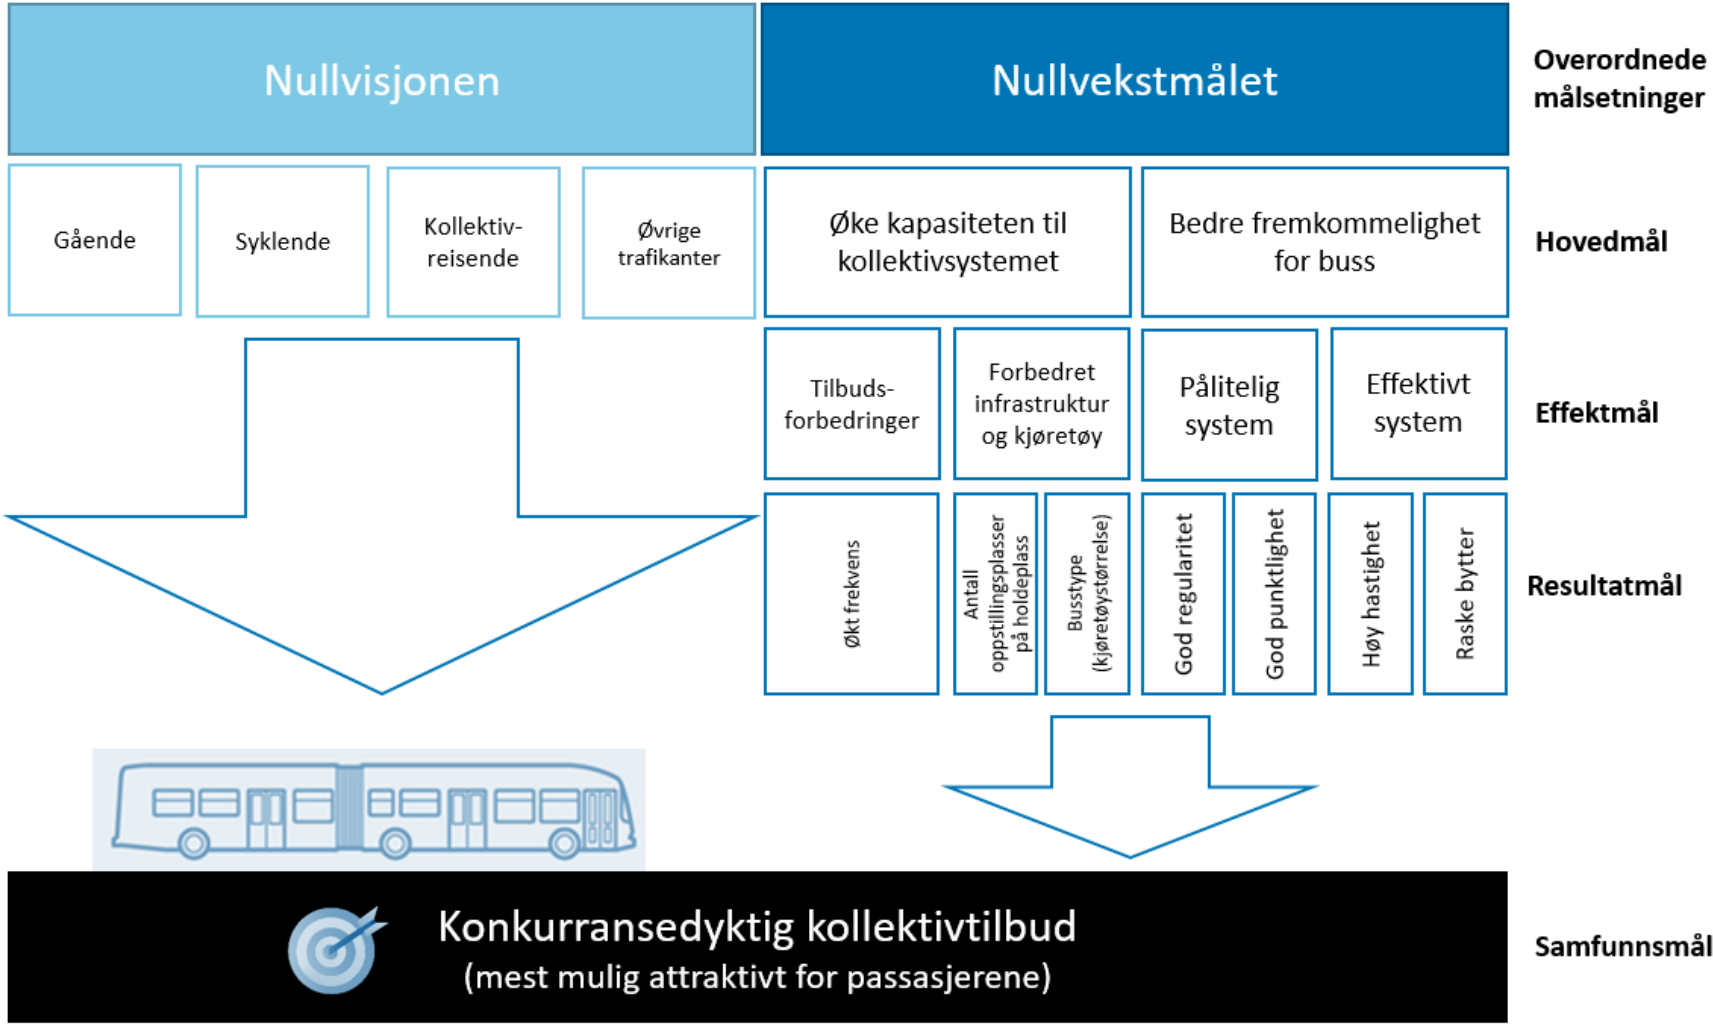 Nullvisjonen
Nullvekstmålet
Overordnede
målsetninger
Gående
Syklende
Kollektiv-
reisende
Øvrige
trafikanter
Øke kapasiteten til
kollektivsystemet
Bedre fremkommelighet
for buss
Hovedmål
Tilbuds-
forbedringer
Forbedret
infrastruktur
og kjøretøy
Pålitelig
system
Effektivt
system
Effektmål
Økt frekvens
Antall
oppstillingsplasser
på holdeplass
Busstype
(kjøretøystørrelse)
God regularitet
God punktlighet
Høy hastighet
Raske bytter
Resultatmål
Konkurransedyktig kollektivtilbud
(mest mulig attraktivt for passasjerene)
Samfunnsmål